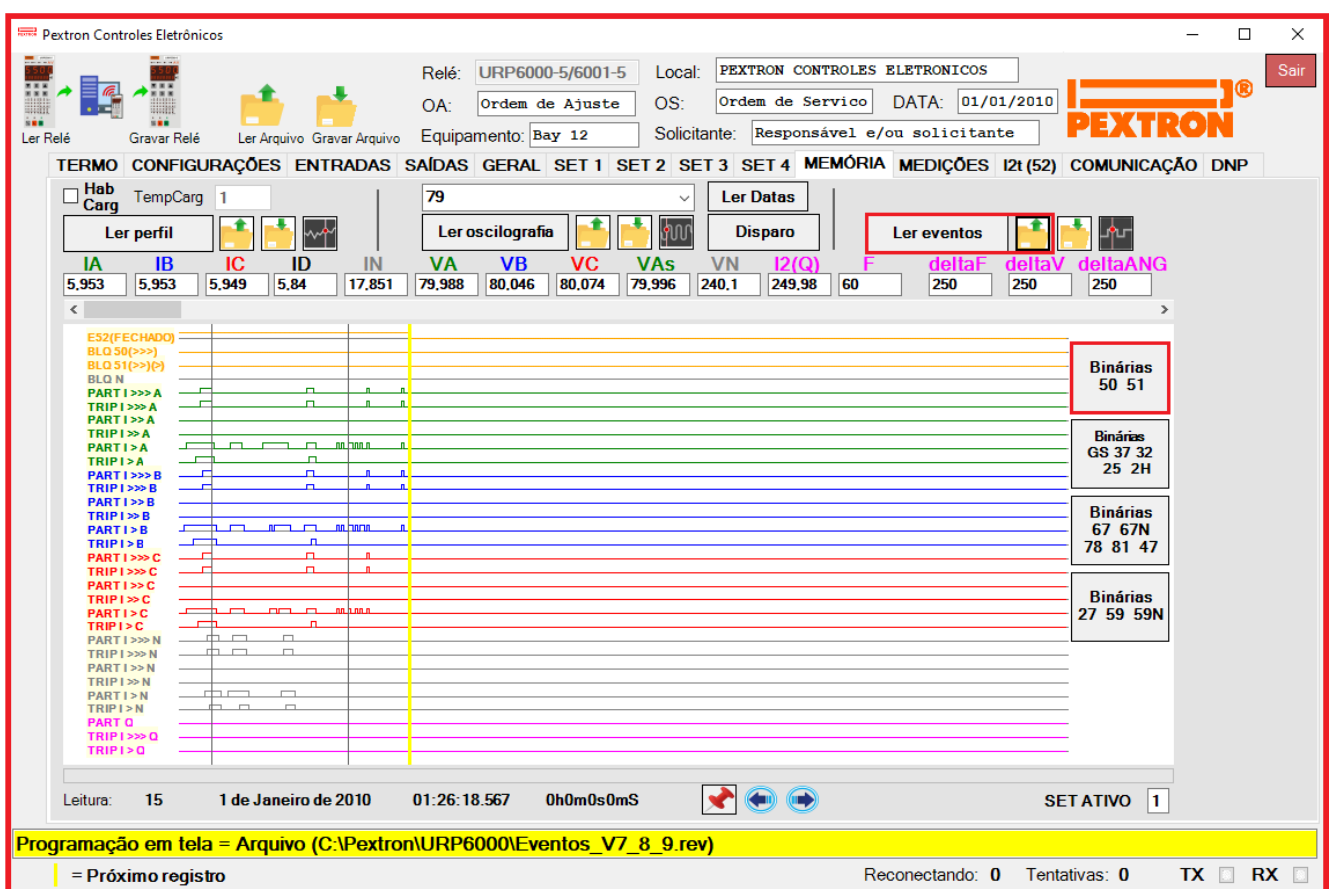 Pextron Controles Eletrônicos
Relé: URP6000-5/6001-5 Local: PEXTRON CONTROLES ELETRONICOS Sair
OA: Ordem de Ajuste OS: Ordem de Servico DATA: 01/01/2010
PEXTRON®
Ler Relé Gravar Relé Ler Arquivo Gravar Arquivo Equipamento: Bay 12 Solicitante: Responsável e/ou solicitante
TERMO CONFIGURAÇÕES ENTRADAS SAÍDAS GERAL SET 1 SET 2 SET 3 SET 4 MEMÓRIA MEDIÇÕES I2t (52) COMUNICAÇÃO DNP
Hab Carg TempCarg 1 79 Ler Datas
Ler perfil Ler oscilografia Disparo Ler eventos
IA IB IC ID IN VA VB VC VAs VN I2(Q) F deltaF deltaV deltaANG
5,953 5,953 5,949 5,84 17,851 79,988 80,046 80,074 79,996 240,1 249,98 60 250 250 250
E52(FECHADO)
BLQ 50(>>>)
BLQ 51(>>)(>)
BLQ N
PART I >>> A
TRIP I >>> A
PART I >> A
TRIP I >> A
PART I > A
TRIP I > A
PART I >>> B
TRIP I >>> B
PART I >> B
TRIP I >> B
PART I > B
TRIP I > B
PART I >>> C
TRIP I >>> C
PART I >> C
TRIP I >> C
PART I > C
TRIP I > C
PART I >>> N
TRIP I >>> N
PART I >> N
TRIP I >> N
PART I > N
TRIP I > N
PART Q
TRIP I >>> Q
TRIP I > Q
Binárias
50 51
Binárias
GS 37 32
25 2H
Binárias
67 67N
78 81 47
Binárias
27 59 59N
Leitura: 15 1 de Janeiro de 2010 01:26:18.567 0h0m0s0mS SET ATIVO 1
Programação em tela = Arquivo (C:\Pextron\URP6000\Eventos_V7_8_9.rev)
= Próximo registro Reconectando: 0 Tentativas: 0 TX RX